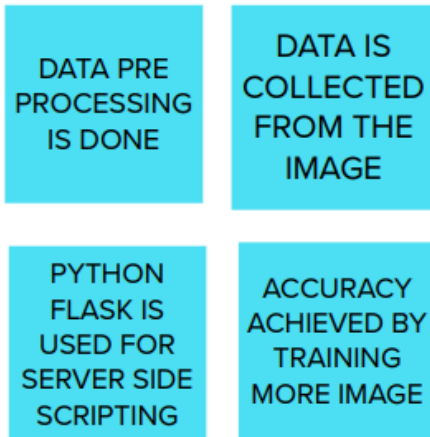 DATA PRE
PROCESSING
IS DONE
DATA IS
COLLECTED
FROM THE
IMAGE
PYTHON
FLASK IS
USED FOR
SERVER SIDE
SCRIPTING
ACCURACY
ACHIEVED BY
TRAINING
MORE IMAGE